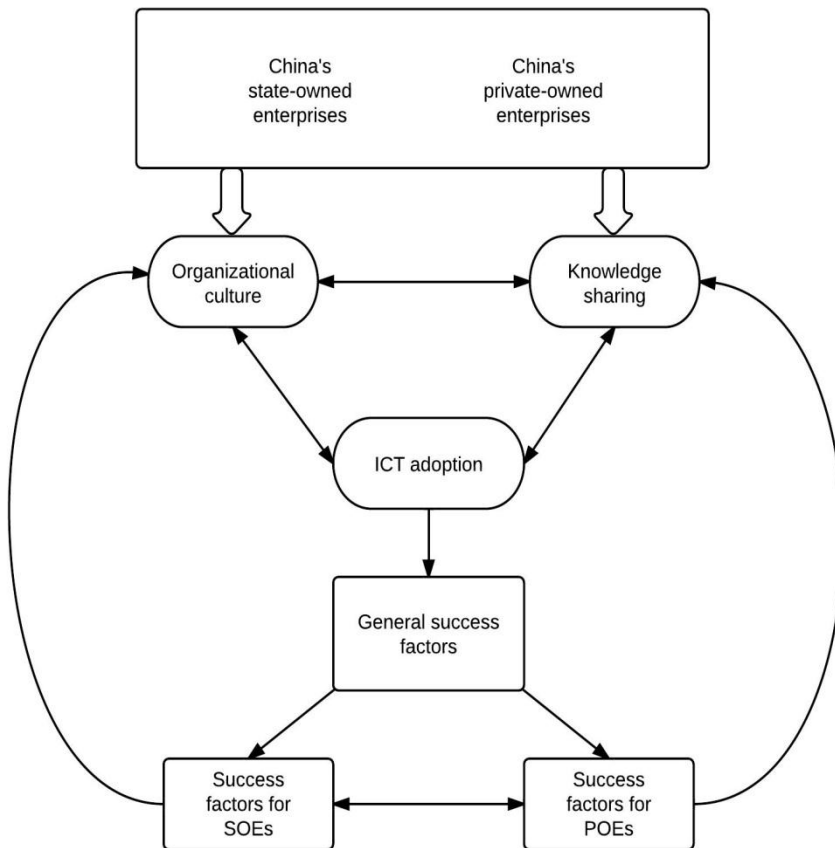 China's
state-owned
enterprises
China's
private-owned
enterprises
Organizational
culture
Knowledge
sharing
ICT adoption
General success
factors
Success
factors for
SOEs
Success
factors for
POEs